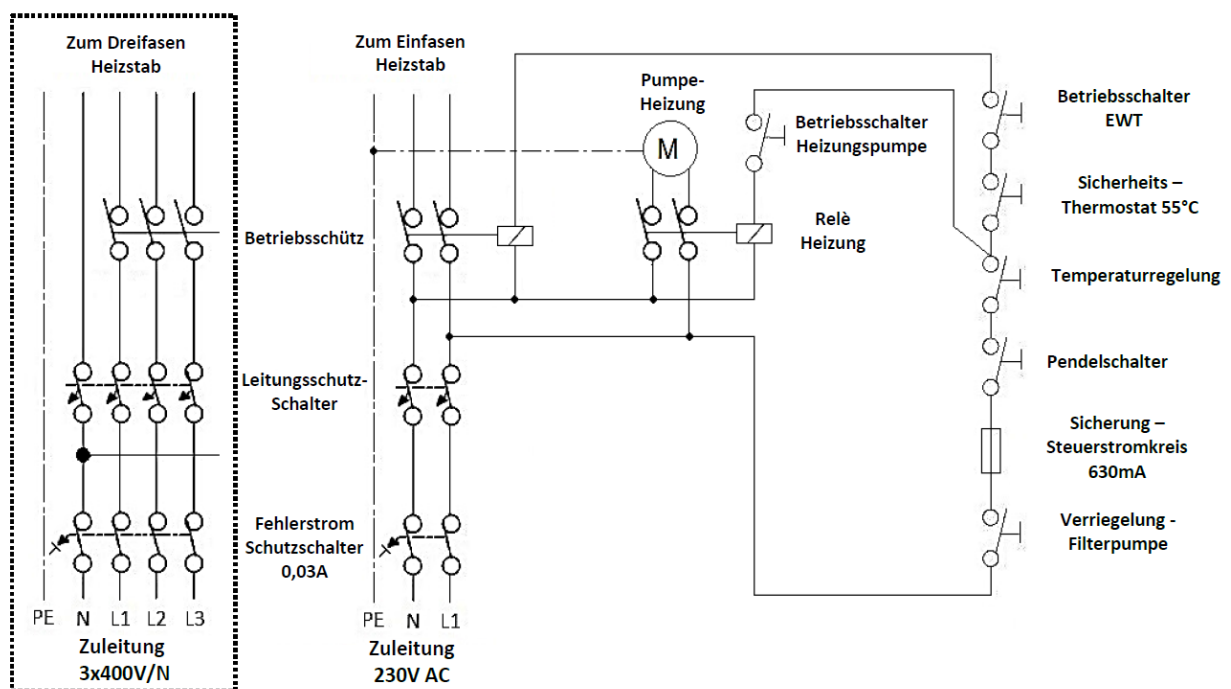 Zum Dreifasen
Heizstab
Zum Einfasen
Heizstab
Pumpe-
Heizung
M
Betriebsschalter
Heizungspumpe
Betriebsschalter
EWT
Sicherheits –
Thermostat 55°C
Betriebsschütz
Relè
Heizung
Temperaturregelung
Leitungsschutz-
Schalter
Pendelschalter
Sicherung –
Steuerstromkreis
630mA
Fehlerstrom
Schutzschalter
0,03A
Verriegelung -
Filterpumpe
PE N L1 L2 L3
Zuleitung
3x400V/N
PE N L1
Zuleitung
230V AC